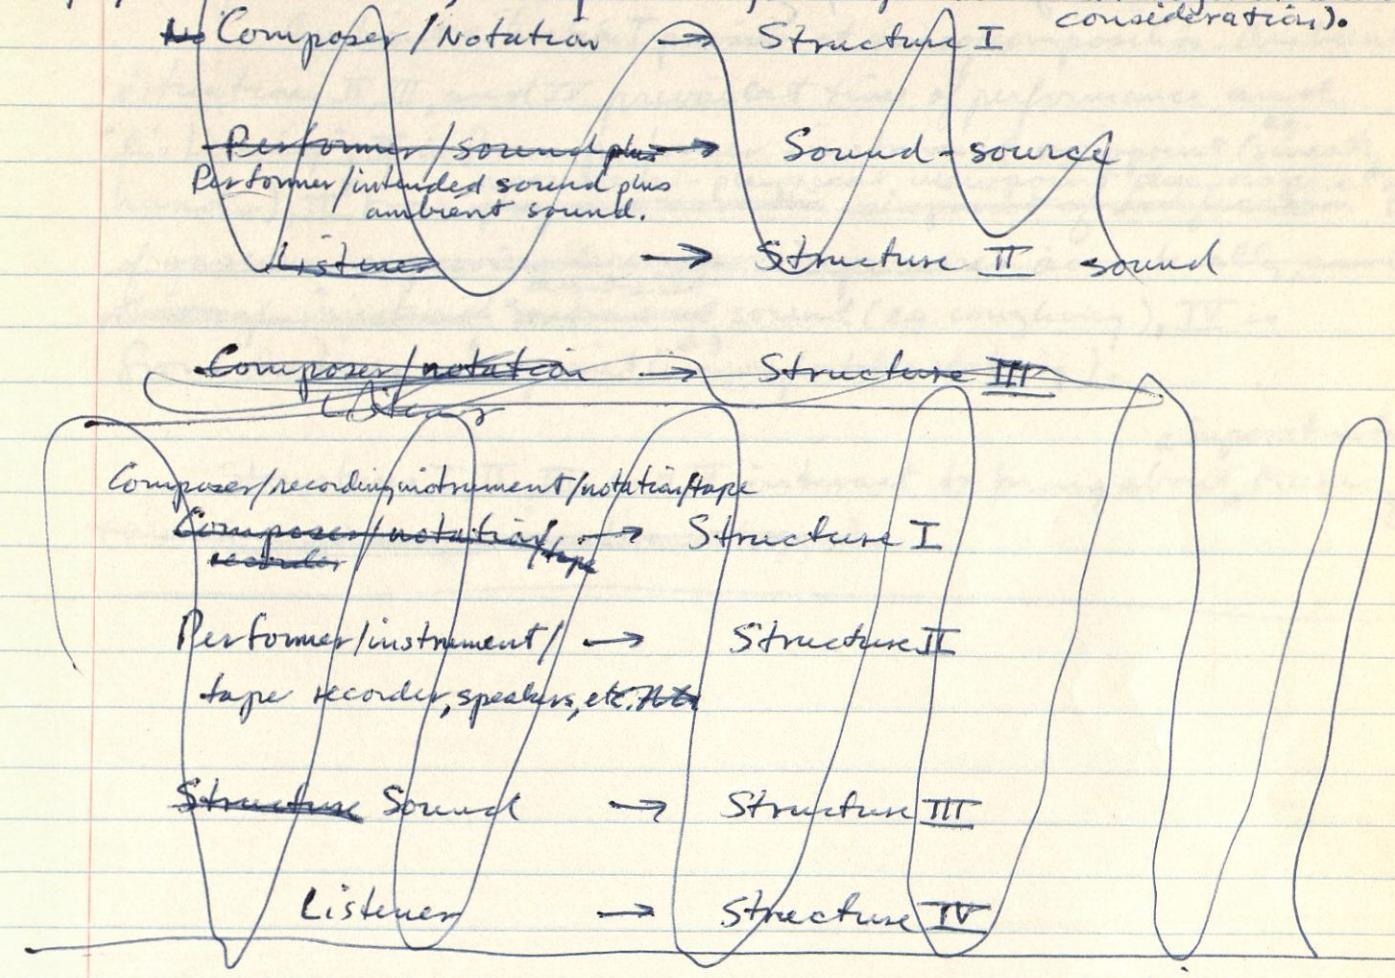 consideration).
No Composer/Notation → Structure I
Performer/sound plus → Sound-source
Performer/intended sound plus
ambient sound.
Listener → Structure II sound
Composer/notation → Structure III
Listener
Composer/recording instrument/notation/tape
Composer/notation/tape → Structure I
recorder
Performer/instrument/ → Structure II
tape recorder, speakers, etc.
Structure Sound → Structure III
Listener → Structure IV